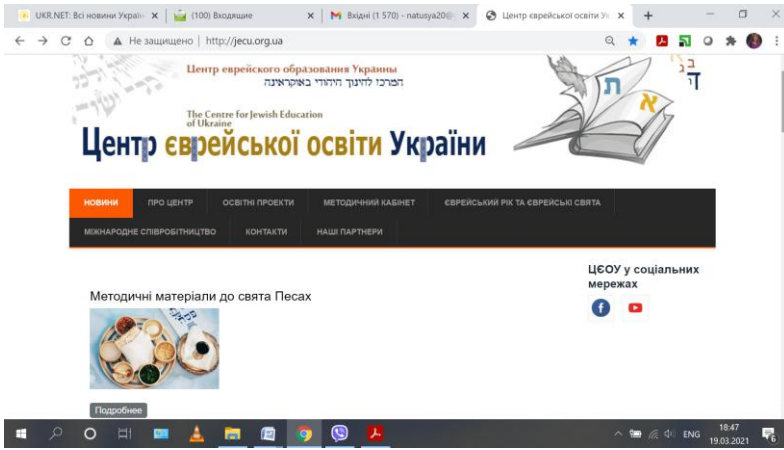 UKR.NET: Всі новини Україн
(100) Входящие
Вхідні (1 570) - natusya20@
Центр єврейської освіти Ук
Не защищено | http://jecu.org.ua
Центр еврейского образования Украины
המרכז לחינוך היהודי באוקראינה
The Centre for Jewish Education
of Ukraine
Центр єврейської освіти України
ת
א
ב
ד
НОВИНИ ПРО ЦЕНТР ОСВІТНІ ПРОЕКТИ МЕТОДИЧНИЙ КАБІНЕТ ЄВРЕЙСЬКИЙ РІК ТА ЄВРЕЙСЬКІ СВЯТА
МІЖНАРОДНЕ СПІВРОБІТНИЦТВО КОНТАКТИ НАШІ ПАРТНЕРИ
ЦЄОУ у соціальних
мережах
Методичні матеріали до свята Песах
Подробнее
ENG
18:47
19.03.2021
6